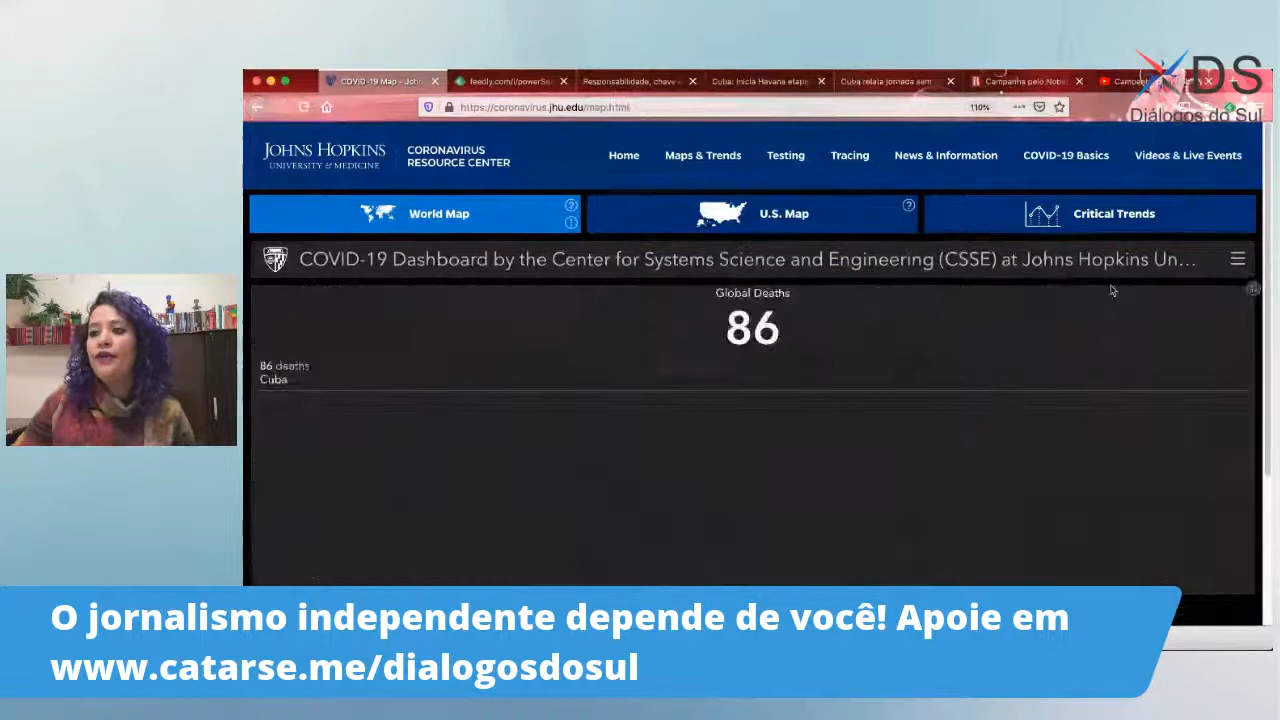 DS
Diálogos do Sul
COVID-19 Map - John
feedly.com/i/powerSe
Responsabilidade, chave
Cuba: Inicia Havana etapa
Cuba relata jornada sem
Campanha pelo Nobe
https://coronavirus.jhu.edu/map.html
110%
JOHNS HOPKINS
UNIVERSITY & MEDICINE
CORONAVIRUS
RESOURCE CENTER
Home
Maps & Trends
Testing
Tracing
News & Information
COVID-19 Basics
Videos & Live Events
World Map
U.S. Map
Critical Trends
COVID-19 Dashboard by the Center for Systems Science and Engineering (CSSE) at Johns Hopkins Un...
Global Deaths
86
86 deaths
Cuba
O jornalismo independente depende de você! Apoie em
www.catarse.me/dialogosdosul